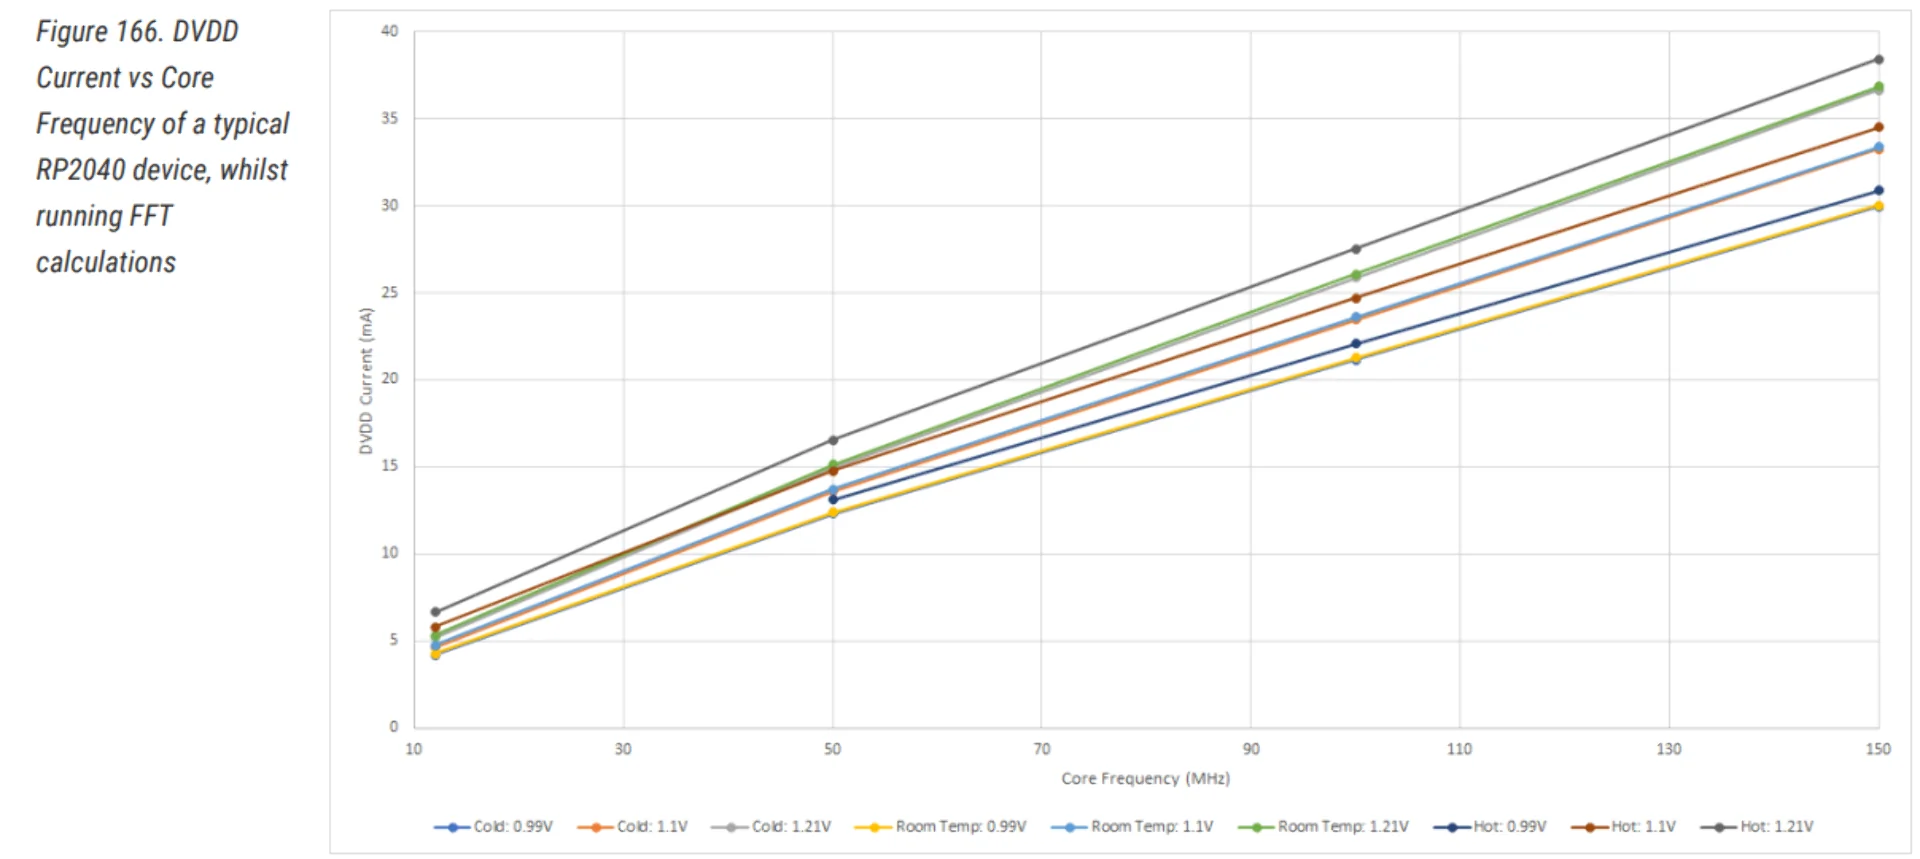 Figure 166. DVDD
Current vs Core
Frequency of a typical
RP2040 device, whilst
running FFT
calculations
40
35
30
25
20
15
10
5
0
DVDD Current (mA)
10 30 50 70 90 110 130 150
Core Frequency (MHz)
Cold: 0.99V Cold: 1.1V Cold: 1.21V Room Temp: 0.99V Room Temp: 1.1V Room Temp: 1.21V Hot: 0.99V Hot: 1.1V Hot: 1.21V